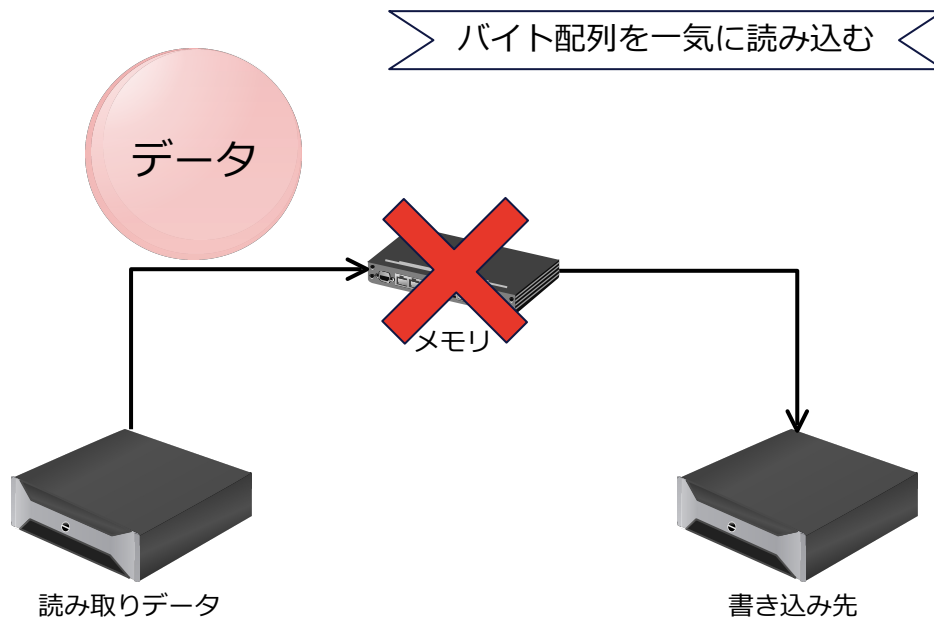 バイト配列を一気に読み込む
データ
メモリ
読み取りデータ
書き込み先